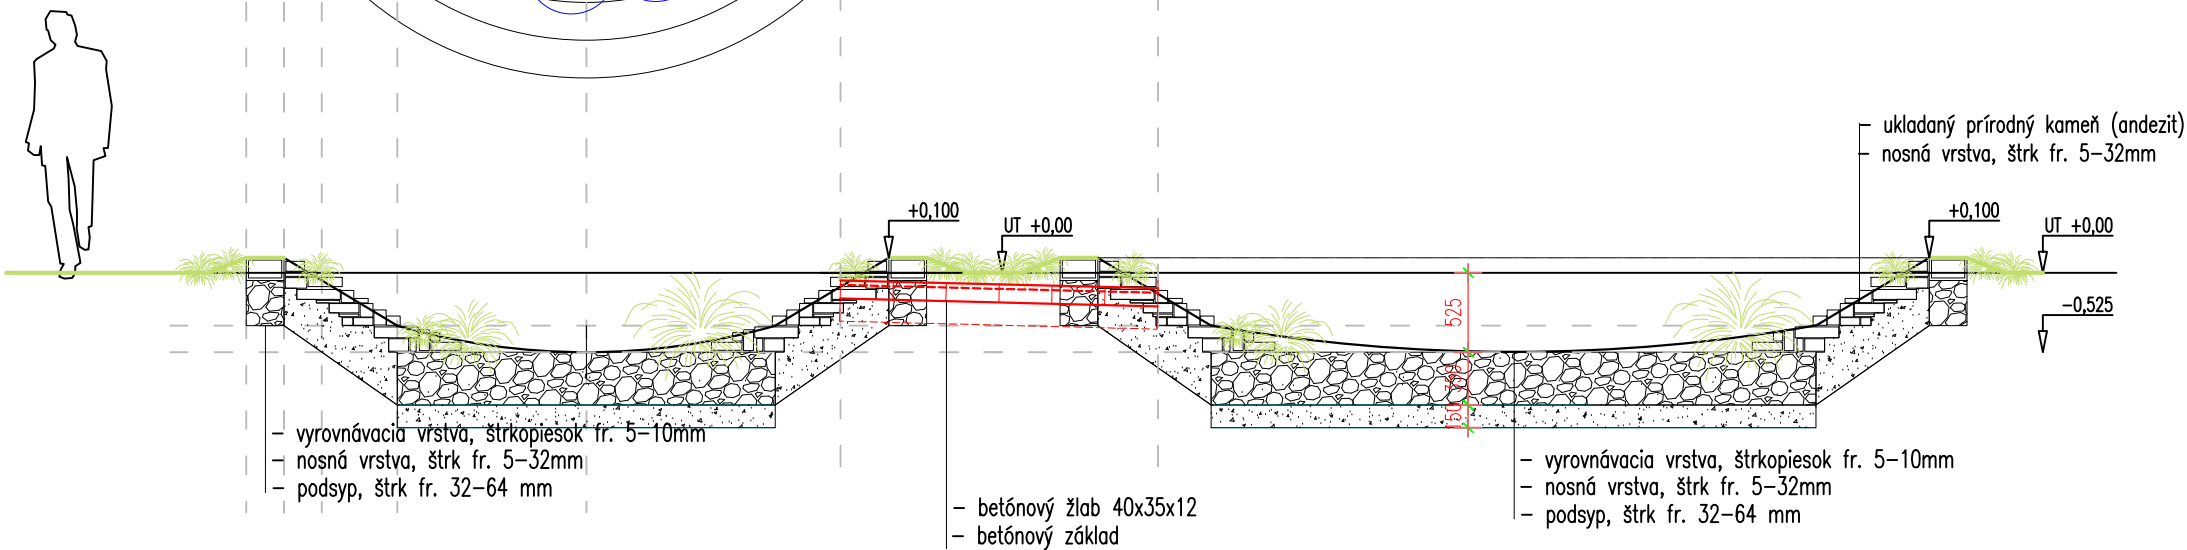 – ukladaný prírodný kameň (andezit)
– nosná vrstva, štrk fr. 5–32mm
+0,100
UT +0,00
+0,100
UT +0,00
–0,525
525
350
150
– vyrovnávacia vrstva, štrkopiesok fr. 5–10mm
– nosná vrstva, štrk fr. 5–32mm
– podsyp, štrk fr. 32–64 mm
– vyrovnávacia vrstva, štrkopiesok fr. 5–10mm
– nosná vrstva, štrk fr. 5–32mm
– podsyp, štrk fr. 32–64 mm
– betónový žlab 40x35x12
– betónový základ